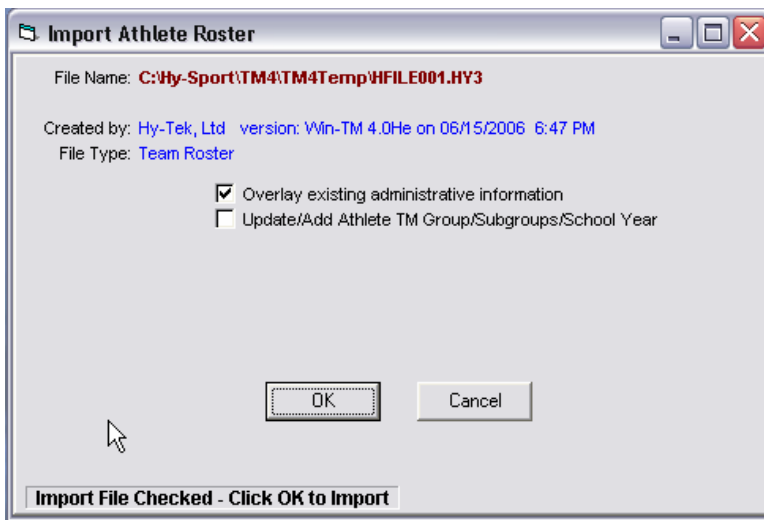 Import Athlete Roster
File Name: C:\Hy-Sport\TM4\TM4Temp\HFILE001.HY3
Created by: Hy-Tek, Ltd version: Win-TM 4.0He on 06/15/2006 6:47 PM
File Type: Team Roster
Overlay existing administrative information
Update/Add Athlete TM Group/Subgroups/School Year
OK Cancel
Import File Checked - Click OK to Import